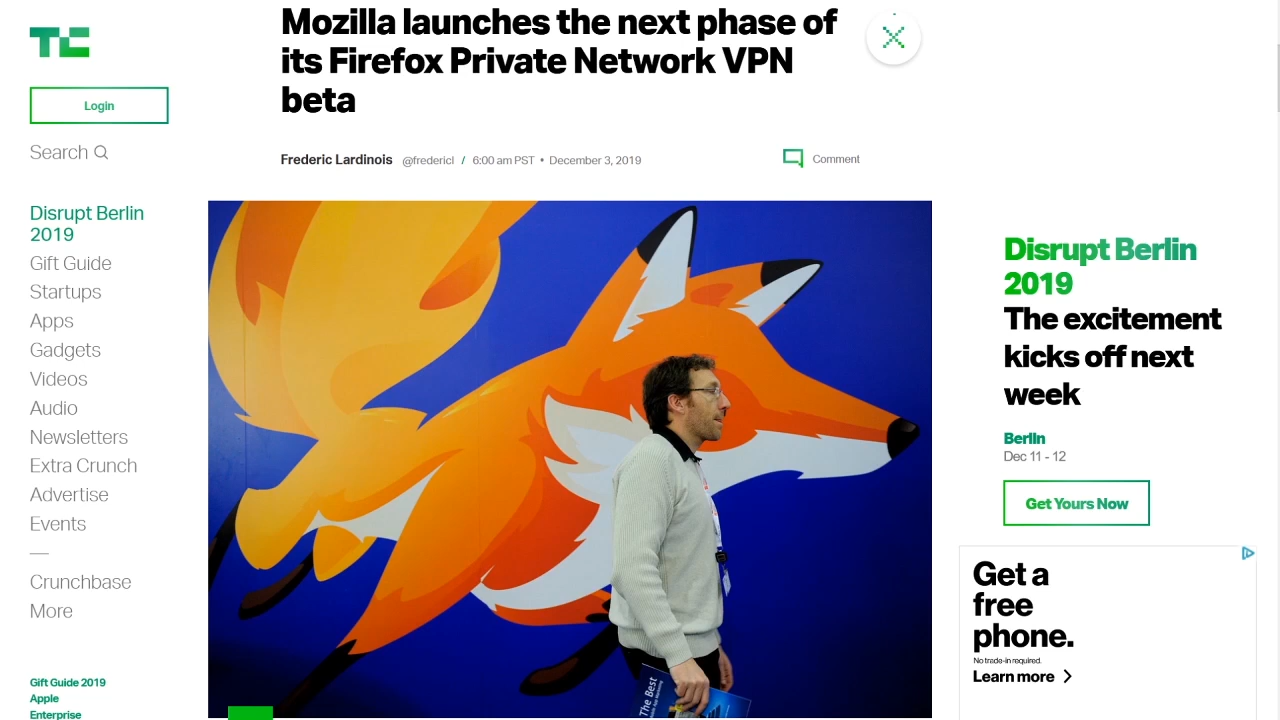 Mozilla launches the next phase of
its Firefox Private Network VPN
beta
Frederic Lardinois @fredericl / 6:00 am PST • December 3, 2019
Comment
TC
Login
Search
Disrupt Berlin
2019
Gift Guide
Startups
Apps
Gadgets
Videos
Audio
Newsletters
Extra Crunch
Advertise
Events
—
Crunchbase
More
Gift Guide 2019
Apple
Enterprise
The Best
Disrupt Berlin
2019
The excitement
kicks off next
week
Berlin
Dec 11 - 12
Get Yours Now
Get a
free
phone.
No trade-in required.
Learn more